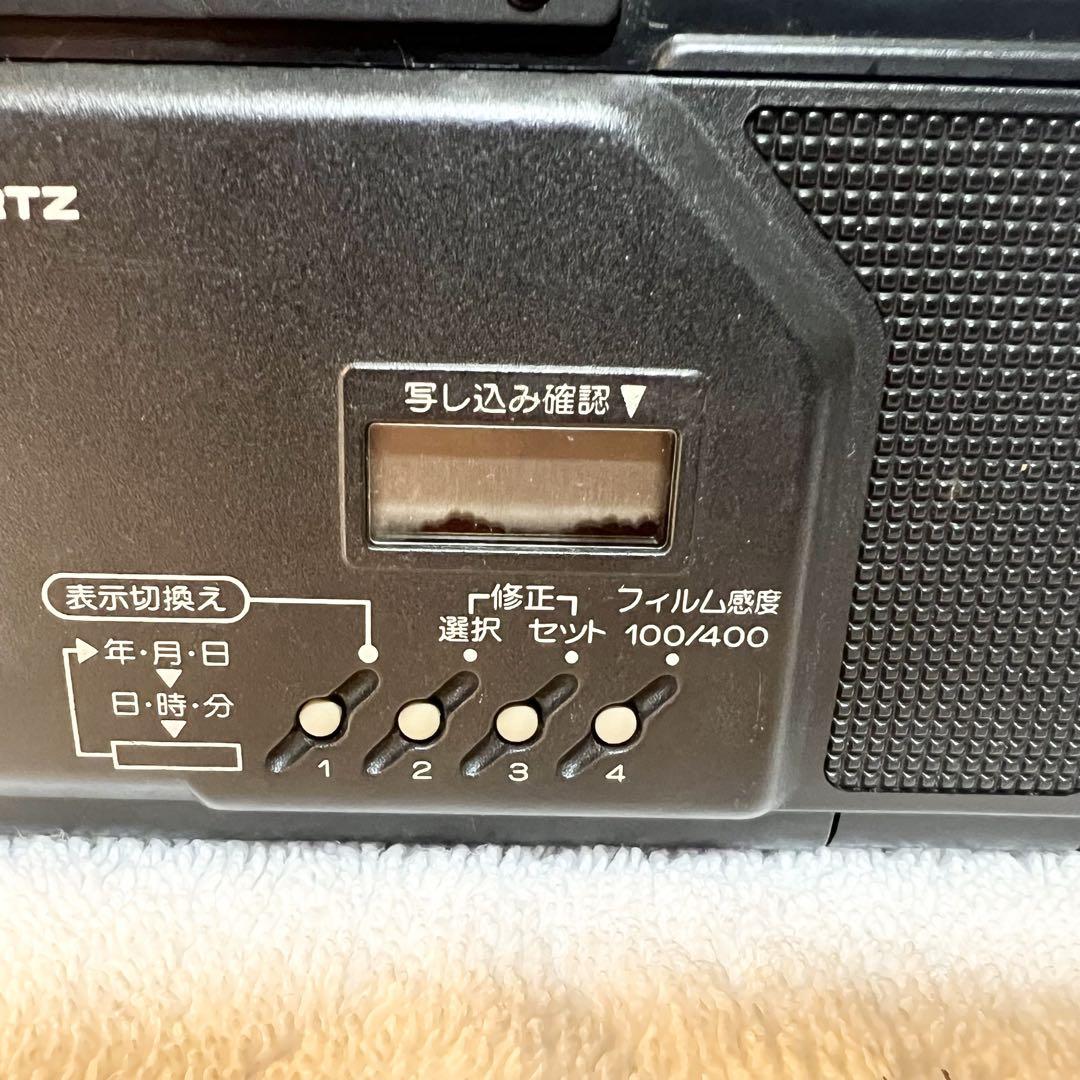 RTZ
写し込み確認▼
表示切換え
年・月・日
日・時・分
修正
選択 セット
フィルム感度
100/400
1 2 3 4